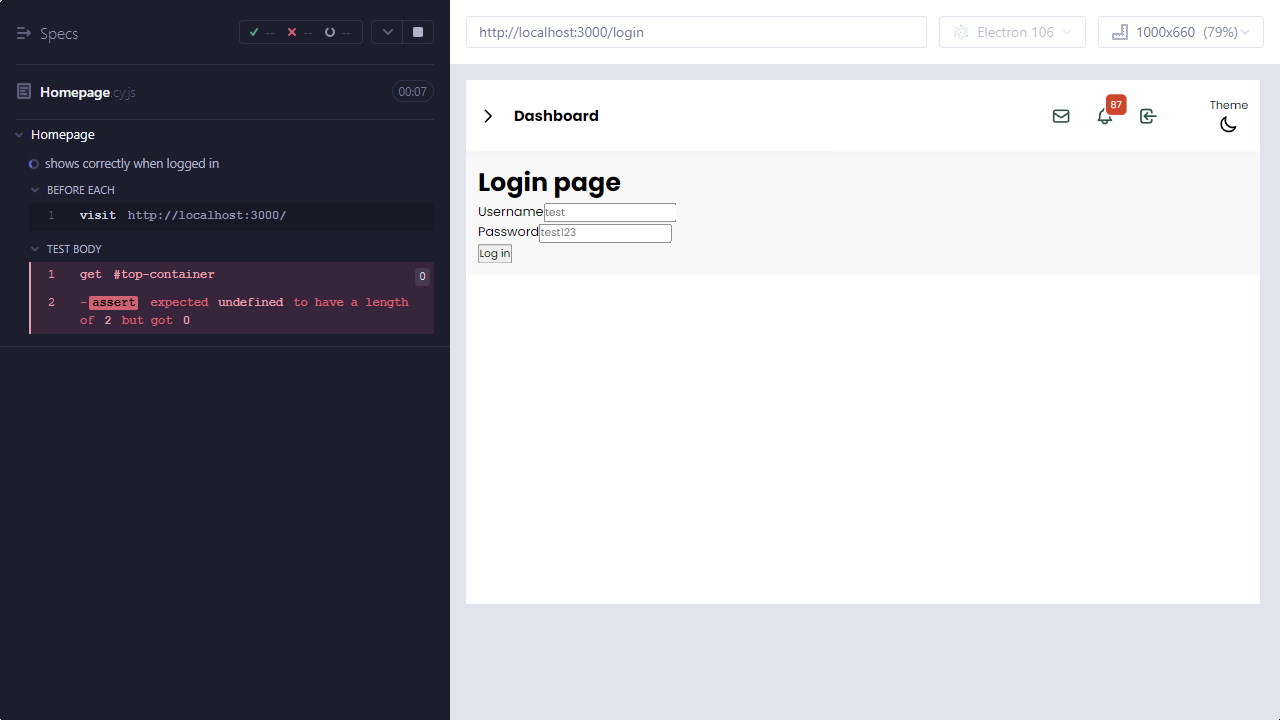 Specs
-- -- --
Homepage.cy.js 00:07
Homepage
shows correctly when logged in
BEFORE EACH
1 visit http://localhost:3000/
TEST BODY
1 get #top-container 0
2 -assert expected undefined to have a length
of 2 but got 0
http://localhost:3000/login
Electron 106
1000x660 (79%)
Dashboard
87
Theme
Login page
Username test
Password test123
Log in